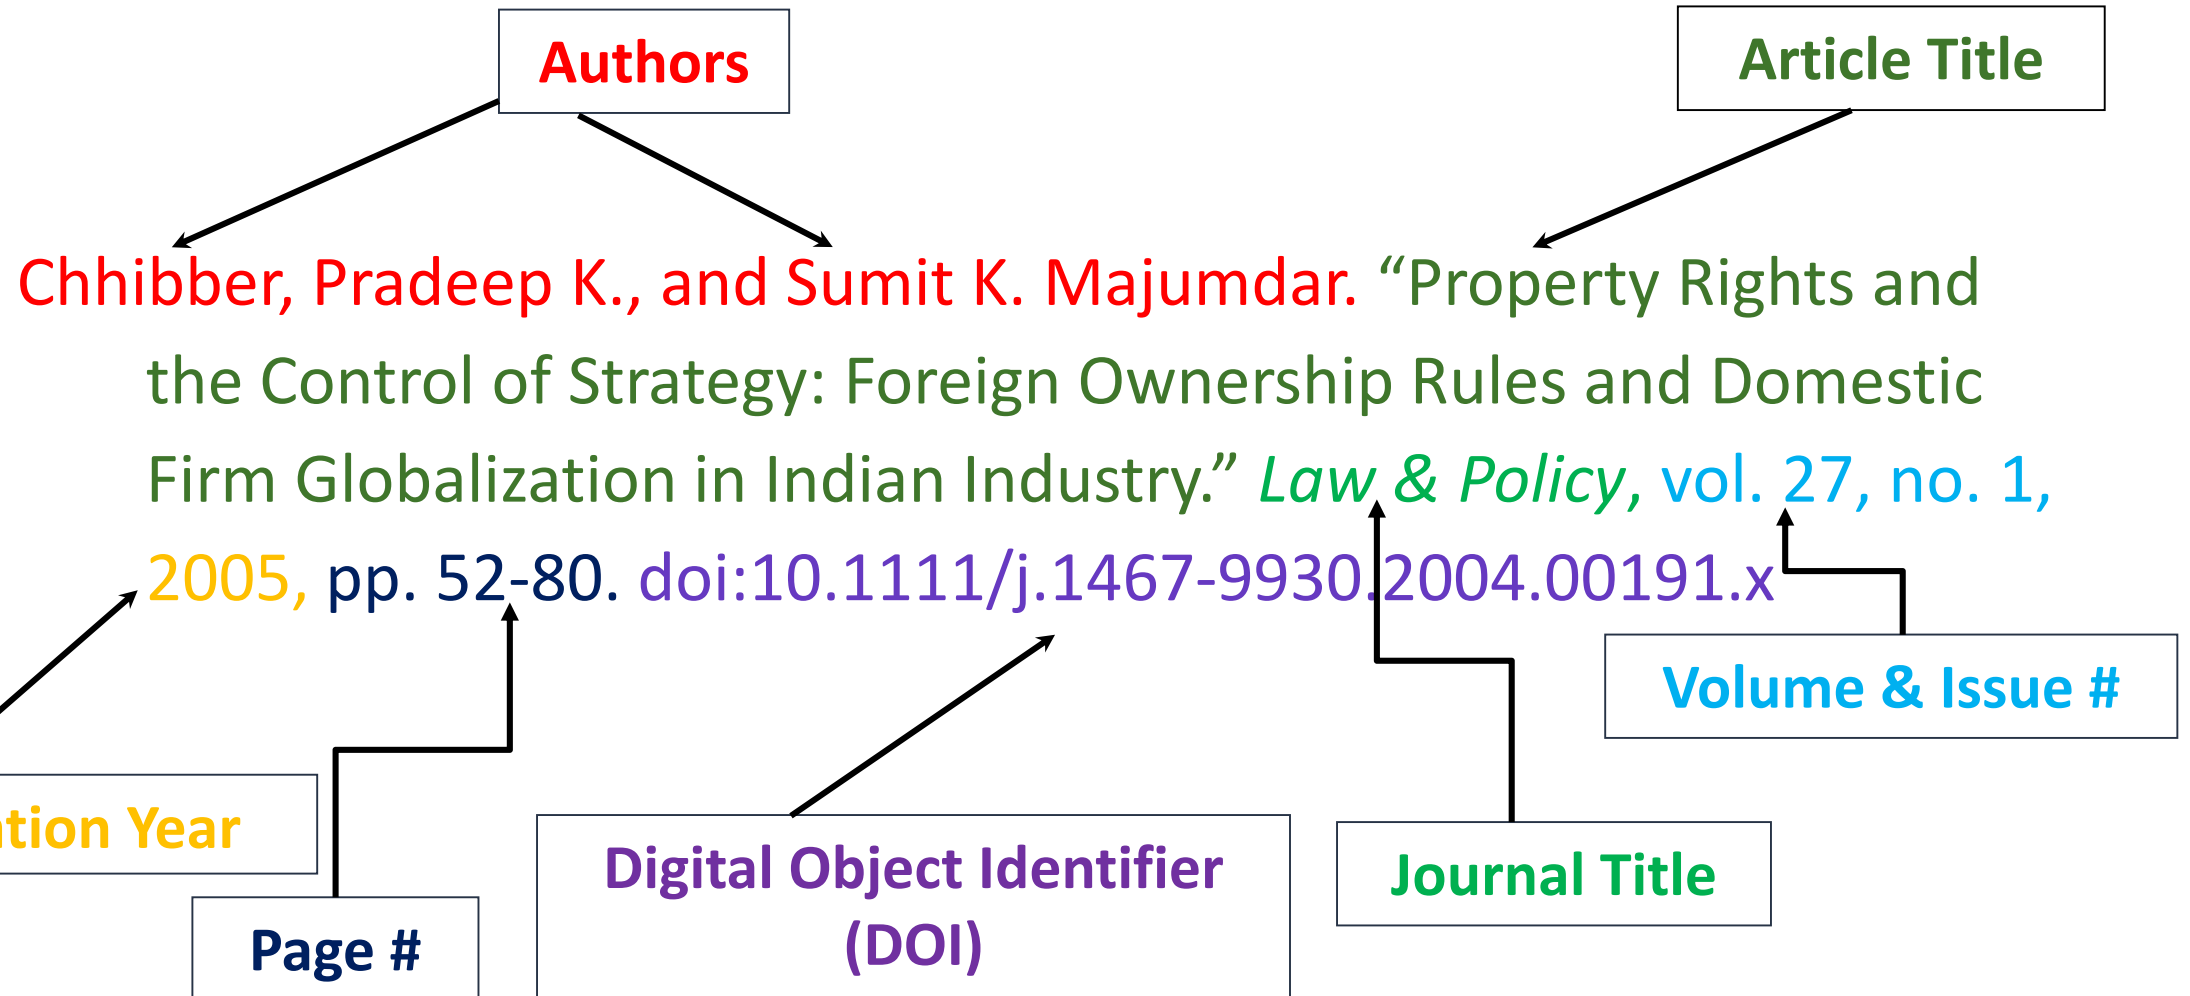 Authors
Article Title
Chhibber, Pradeep K., and Sumit K. Majumdar. “Property Rights and
the Control of Strategy: Foreign Ownership Rules and Domestic
Firm Globalization in Indian Industry.” Law & Policy, vol. 27, no. 1,
2005, pp. 52-80. doi:10.1111/j.1467-9930.2004.00191.x
Volume & Issue #
Year
Digital Object Identifier
(DOI)
Journal Title
Page #